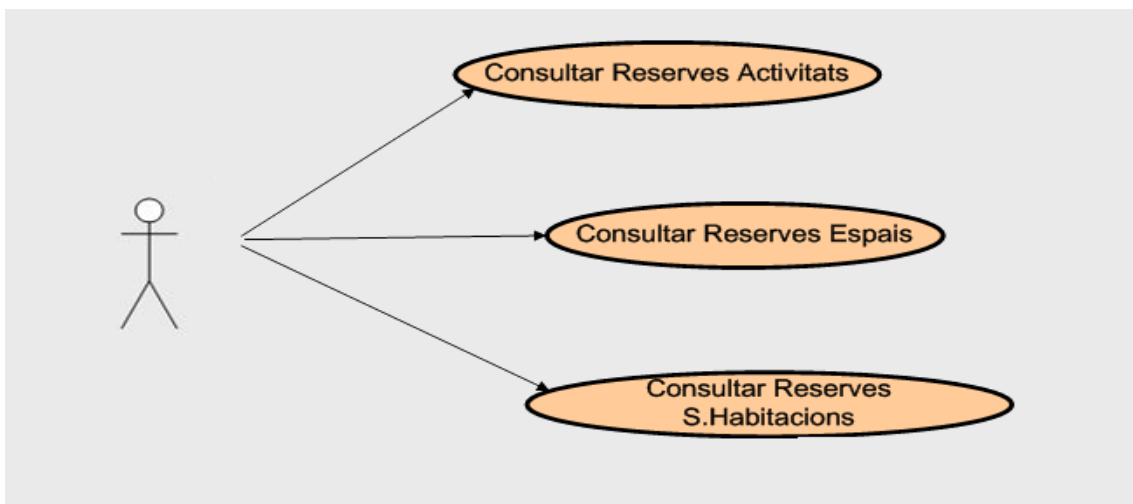 Consultar Reserves Activitats
Consultar Reserves Espais
Consultar Reserves
S.Habitacions